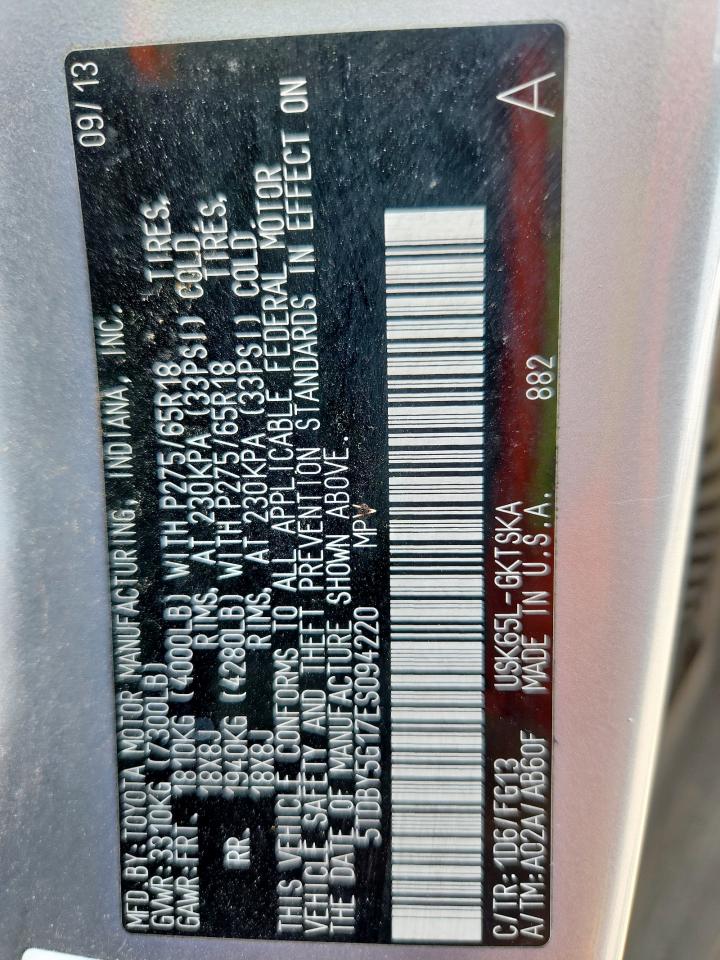 MFD. BY: TOYOTA MOTOR MANUFACTURING, INDIANA, INC. 09/13
GVWR: 3310KG (7300LB)
GAWR: FRT. 1810KG (4000LB) WITH P275/65R18 TIRES,
18X8J RIMS, AT 230KPA (33PSI) COLD.
RR. 1940KG (4280LB) WITH P275/65R18 TIRES,
18X8J RIMS, AT 230KPA (33PSI) COLD.
THIS VEHICLE CONFORMS TO ALL APPLICABLE FEDERAL MOTOR
VEHICLE SAFETY AND THEFT PREVENTION STANDARDS IN EFFECT ON
THE DATE OF MANUFACTURE SHOWN ABOVE.
5TDBY5G17ES094220 MPV
C/TR: 1D6/FG13 USK65L-GKTSKA A
A/TM: A02A/AB60F MADE IN U.S.A. 882